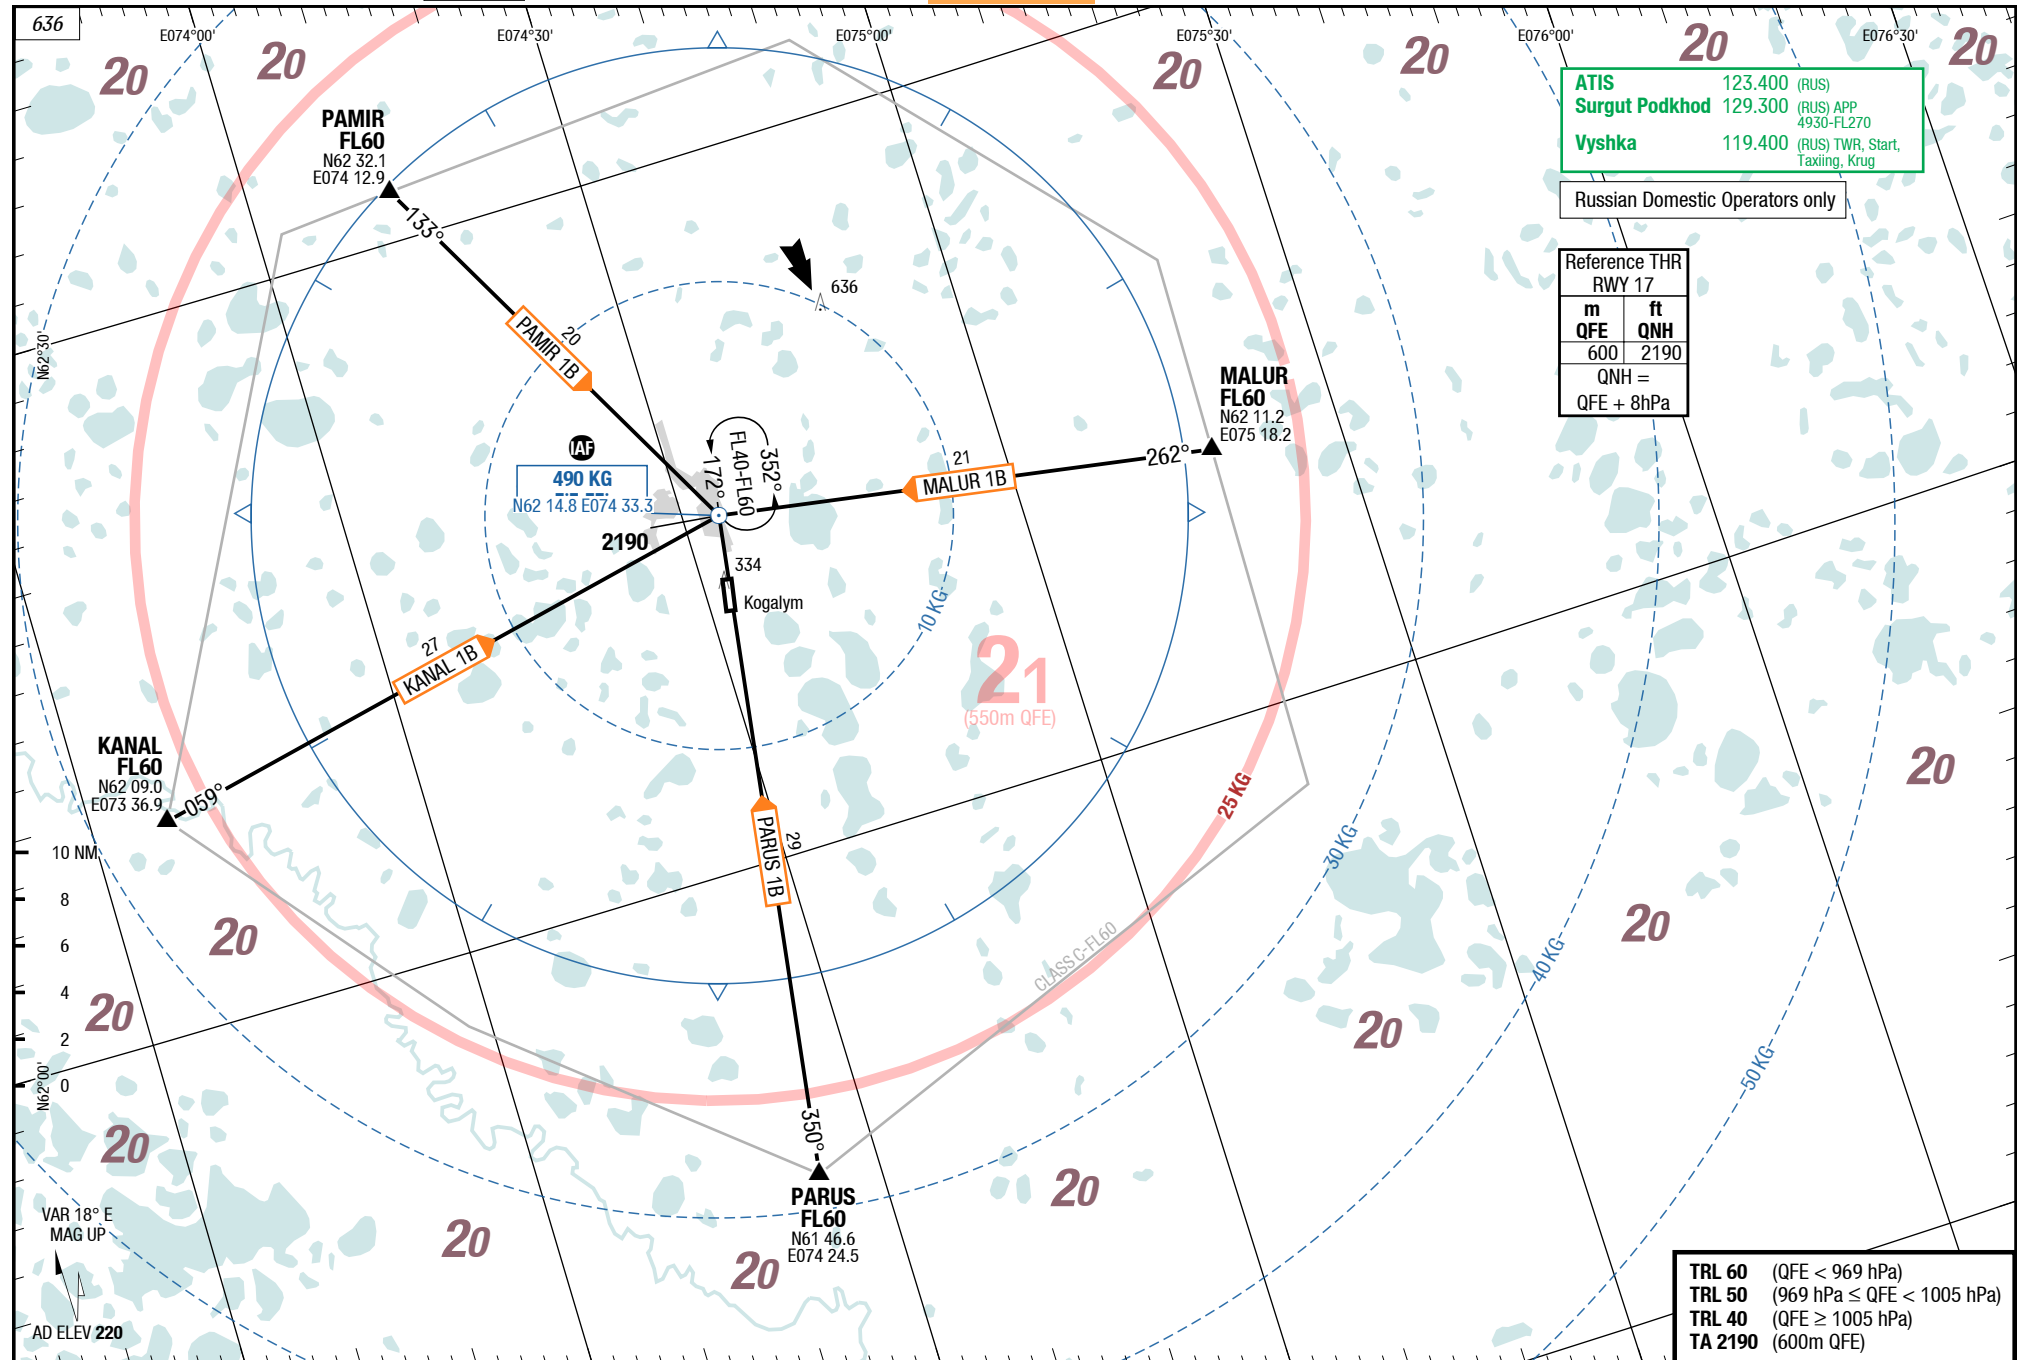 636
E074°00'
E074°30'
E075°00'
E075°30'
E076°00'
E076°30'
20
20
20
20
20
20
ATIS 123.400 (RUS)
Surgut Podkhod 129.300 (RUS) APP
4930-FL270
Vyshka 119.400 (RUS) TWR, Start,
Taxiing, Krug
Russian Domestic Operators only
Reference THR
RWY 17
m ft
QFE QNH
600 2190
QNH =
QFE + 8hPa
PAMIR
FL60
N62 32.1
E074 12.9
133°
20
PAMIR 1B
636
N62°30'
MALUR
FL60
N62 11.2
E075 18.2
262°
21
MALUR 1B
IAF
490 KG
N62 14.8 E074 33.3
172°
FL40-FL60
352°
2190
334
Kogalym
10 KG
27
KANAL 1B
21
(550m QFE)
KANAL
FL60
N62 09.0
E073 36.9
059°
25 KG
20
29
PARUS 1B
30 KG
10 NM
8
6
4
2
0
20
20
CLASS C-FL60
40 KG
20
20
50 KG
N62°00'
350°
20
20
PARUS
FL60
N61 46.6
E074 24.5
20
20
VAR 18° E
MAG UP
AD ELEV 220
TRL 60 (QFE < 969 hPa)
TRL 50 (969 hPa ≤ QFE < 1005 hPa)
TRL 40 (QFE ≥ 1005 hPa)
TA 2190 (600m QFE)